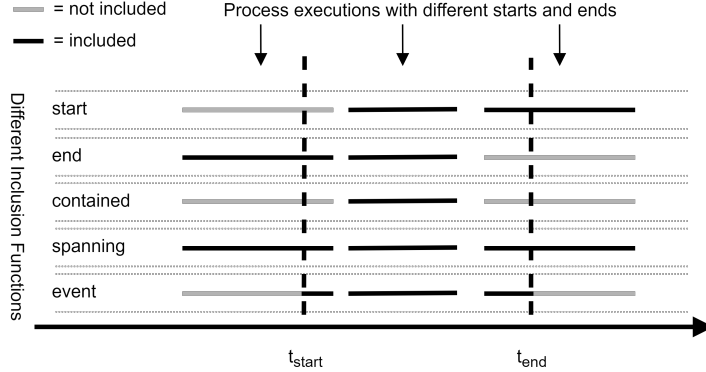 = not included
Process executions with different starts and ends
= included
Different Inclusion Functions
start
end
contained
spanning
event
tstart
tend